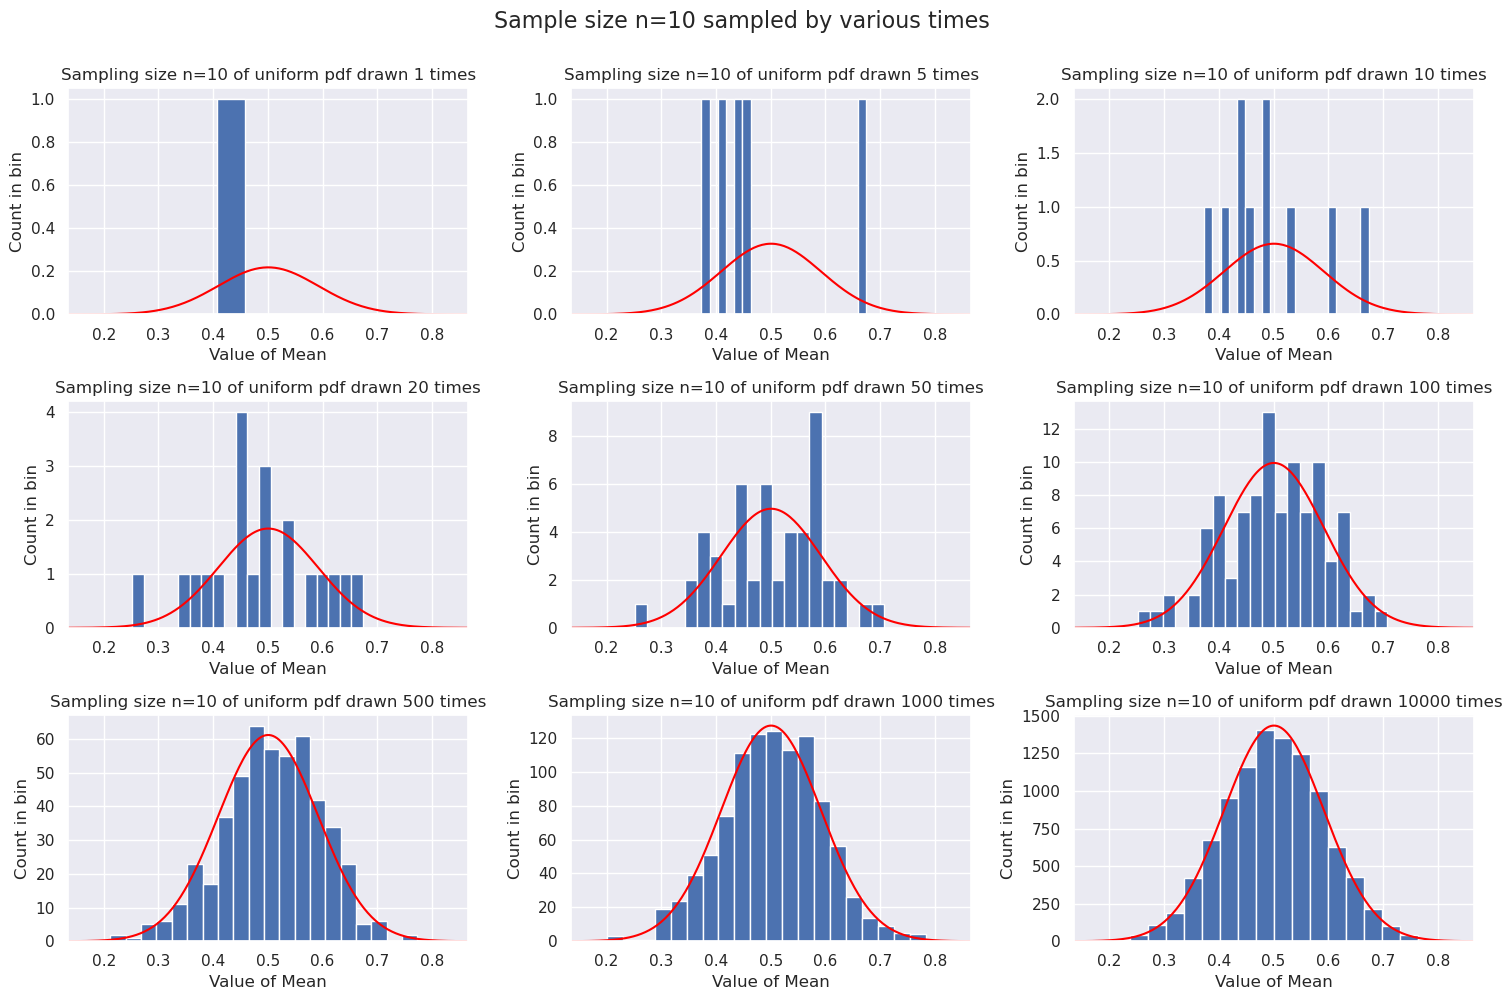 Sample size n=10 sampled by various times
Sampling size n=10 of uniform pdf drawn 1 times
Count in bin
1.0
0.8
0.6
0.4
0.2
0.0
0.2 0.3 0.4 0.5 0.6 0.7 0.8
Value of Mean
Sampling size n=10 of uniform pdf drawn 5 times
Count in bin
1.0
0.8
0.6
0.4
0.2
0.0
0.2 0.3 0.4 0.5 0.6 0.7 0.8
Value of Mean
Sampling size n=10 of uniform pdf drawn 10 times
Count in bin
2.0
1.5
1.0
0.5
0.0
0.2 0.3 0.4 0.5 0.6 0.7 0.8
Value of Mean
Sampling size n=10 of uniform pdf drawn 20 times
Count in bin
4
3
2
1
0
0.2 0.3 0.4 0.5 0.6 0.7 0.8
Value of Mean
Sampling size n=10 of uniform pdf drawn 50 times
Count in bin
8
6
4
2
0
0.2 0.3 0.4 0.5 0.6 0.7 0.8
Value of Mean
Sampling size n=10 of uniform pdf drawn 100 times
Count in bin
12
10
8
6
4
2
0
0.2 0.3 0.4 0.5 0.6 0.7 0.8
Value of Mean
Sampling size n=10 of uniform pdf drawn 500 times
Count in bin
60
50
40
30
20
10
0
0.2 0.3 0.4 0.5 0.6 0.7 0.8
Value of Mean
Sampling size n=10 of uniform pdf drawn 1000 times
Count in bin
120
100
80
60
40
20
0
0.2 0.3 0.4 0.5 0.6 0.7 0.8
Value of Mean
Sampling size n=10 of uniform pdf drawn 10000 times
Count in bin
1500
1250
1000
750
500
250
0
0.2 0.3 0.4 0.5 0.6 0.7 0.8
Value of Mean